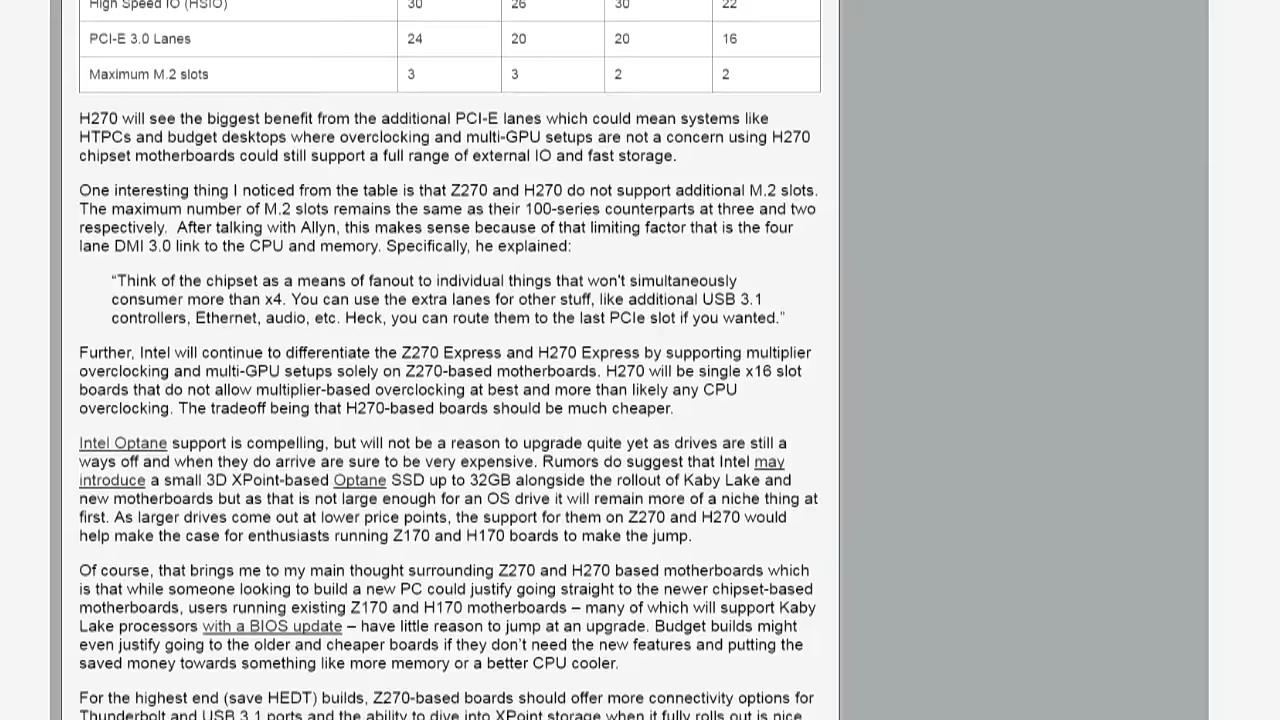 High Speed IO (HSIO) 30 26 30 22
PCI-E 3.0 Lanes 24 20 20 16
Maximum M.2 slots 3 3 2 2
H270 will see the biggest benefit from the additional PCI-E lanes which could mean systems like
HTPCs and budget desktops where overclocking and multi-GPU setups are not a concern using H270
chipset motherboards could still support a full range of external IO and fast storage.
One interesting thing I noticed from the table is that Z270 and H270 do not support additional M.2 slots.
The maximum number of M.2 slots remains the same as their 100-series counterparts at three and two
respectively. After talking with Allyn, this makes sense because of that limiting factor that is the four
lane DMI 3.0 link to the CPU and memory. Specifically, he explained:
“Think of the chipset as a means of fanout to individual things that won't simultaneously
consumer more than x4. You can use the extra lanes for other stuff, like additional USB 3.1
controllers, Ethernet, audio, etc. Heck, you can route them to the last PCIe slot if you wanted.”
Further, Intel will continue to differentiate the Z270 Express and H270 Express by supporting multiplier
overclocking and multi-GPU setups solely on Z270-based motherboards. H270 will be single x16 slot
boards that do not allow multiplier-based overclocking at best and more than likely any CPU
overclocking. The tradeoff being that H270-based boards should be much cheaper.
Intel Optane support is compelling, but will not be a reason to upgrade quite yet as drives are still a
ways off and when they do arrive are sure to be very expensive. Rumors do suggest that Intel may
introduce a small 3D XPoint-based Optane SSD up to 32GB alongside the rollout of Kaby Lake and
new motherboards but as that is not large enough for an OS drive it will remain more of a niche thing at
first. As larger drives come out at lower price points, the support for them on Z270 and H270 would
help make the case for enthusiasts running Z170 and H170 boards to make the jump.
Of course, that brings me to my main thought surrounding Z270 and H270 based motherboards which
is that while someone looking to build a new PC could justify going straight to the newer chipset-based
motherboards, users running existing Z170 and H170 motherboards – many of which will support Kaby
Lake processors with a BIOS update – have little reason to jump at an upgrade. Budget builds might
even justify going to the older and cheaper boards if they don't need the new features and putting the
saved money towards something like more memory or a better CPU cooler.
For the highest end (save HEDT) builds, Z270-based boards should offer more connectivity options for
Thunderbolt and USB 3.1 ports and the ability to dive into XPoint storage when it fully rolls out is nice